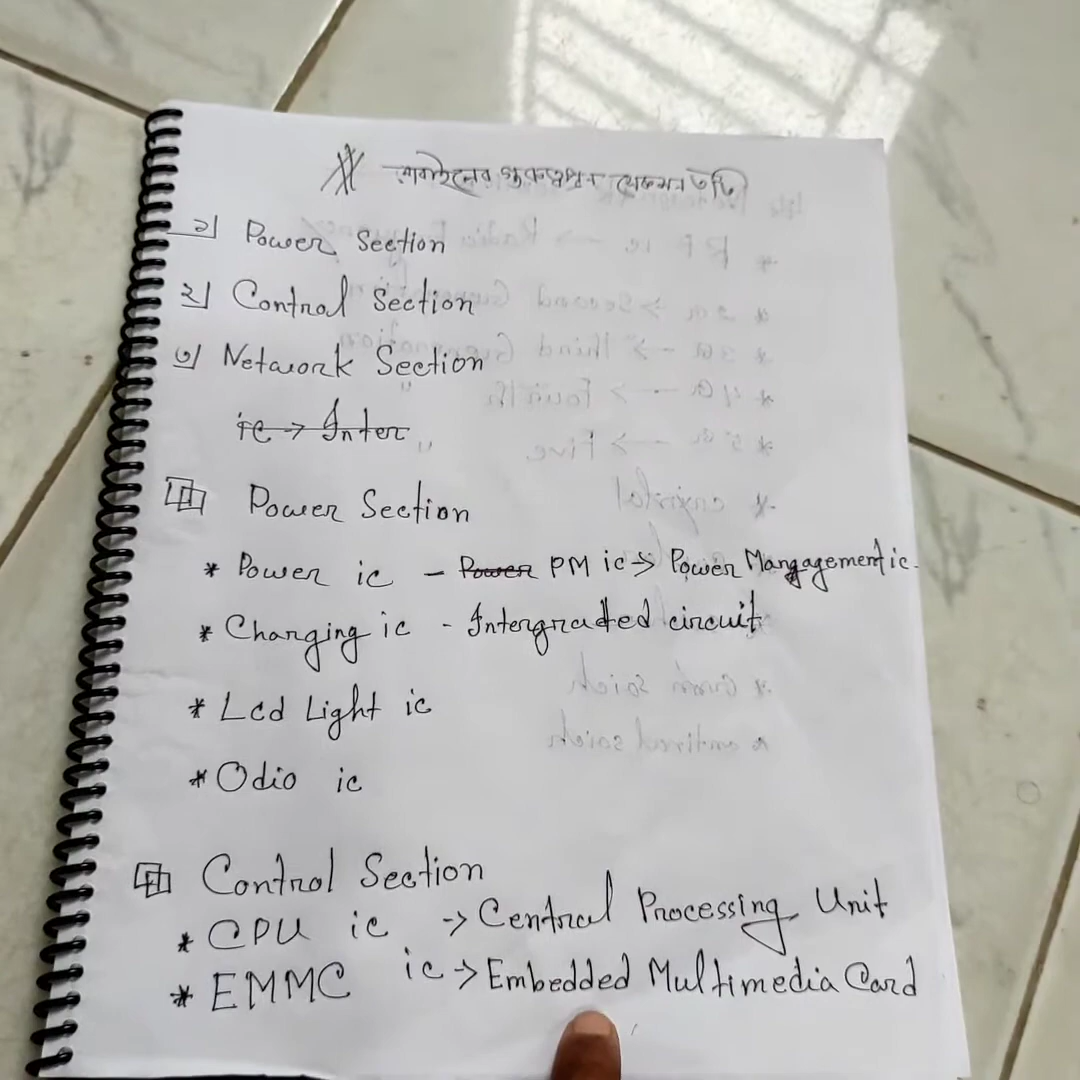 মোবাইলের গুরুত্বপূর্ণ সেকশন ৩টি
১| Power Section
২| Control Section
৩| Network Section
ic → Inter
Power Section
* Power ic - Power PM ic → Power Mangagement ic.
* Charging ic - Intergraded circuit
* Lcd Light ic
* Odio ic
Control Section
* CPU ic → Central Processing Unit
* EMMC ic → Embedded Multimedia Card